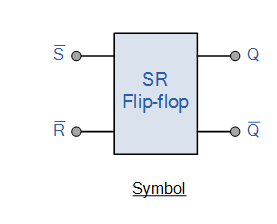 S̅ Q
SR
Flip-flop
R̅ Q̅
Symbol